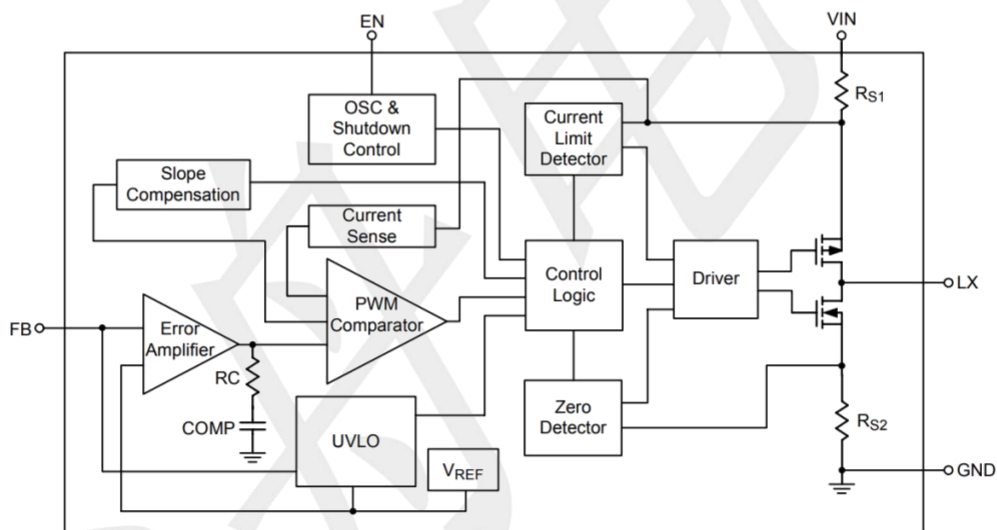 EN
VIN
OSC &
Shutdown
Control
Current
Limit
Detector
RS1
Slope
Compensation
Current
Sense
Control
Logic
Driver
LX
PWM
Comparator
FB
Error
Amplifier
RC
COMP
UVLO
VREF
Zero
Detector
RS2
GND